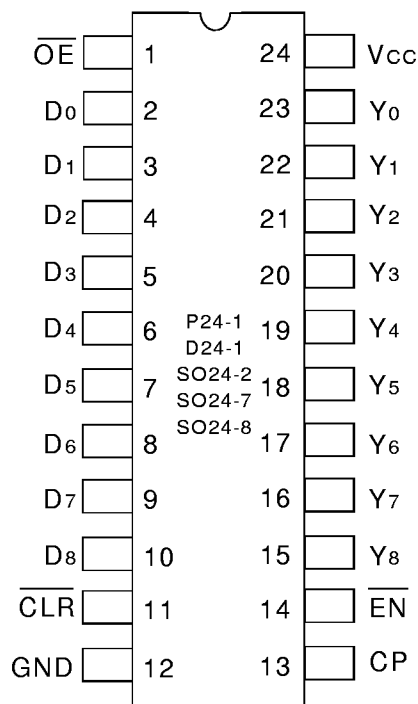 OE 1 24 Vcc
D0 2 23 Y0
D1 3 22 Y1
D2 4 21 Y2
D3 5 20 Y3
D4 6 P24-1 19 Y4
D24-1
D5 7 SO24-2 18 Y5
SO24-7
D6 8 SO24-8 17 Y6
D7 9 16 Y7
D8 10 15 Y8
CLR 11 14 EN
GND 12 13 CP